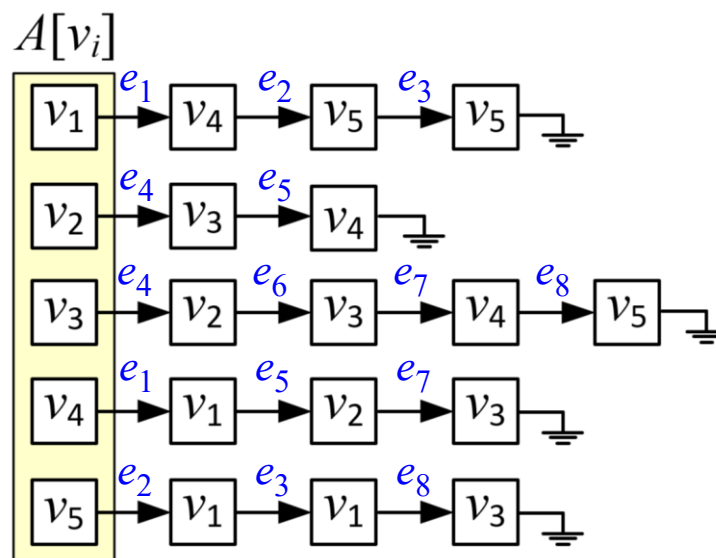 A[vᵢ]
e₁ e₂ e₃
v₁ v₄ v₅ v₅
e₄ e₅
v₂ v₃ v₄
e₄ e₆ e₇ e₈
v₃ v₂ v₃ v₄ v₅
e₁ e₅ e₇
v₄ v₁ v₂ v₃
e₂ e₃ e₈
v₅ v₁ v₁ v₃